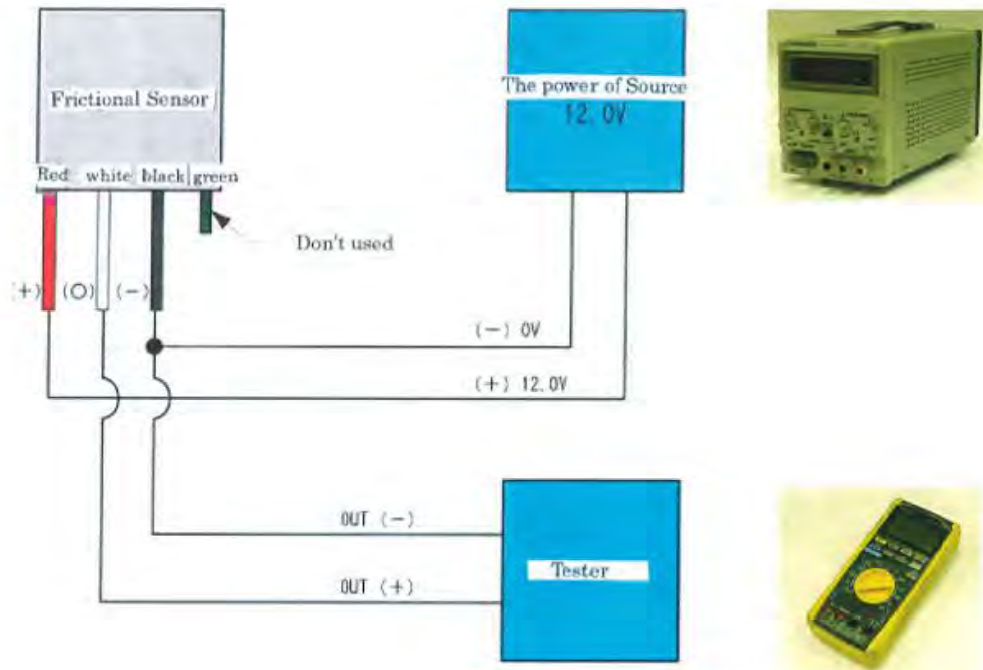 Frictional Sensor
The power of Source
12.0V
Red white black green
Don't used
(+) (O) (−)
(−) 0V
(+) 12.0V
OUT (−)
Tester
OUT (+)